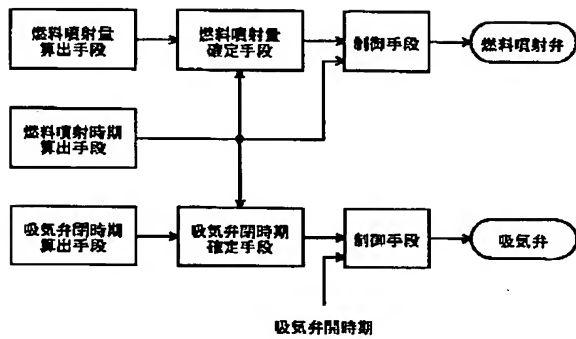 燃料噴射量
算出手段
燃料噴射量
確定手段
制御手段
燃料噴射弁
燃料噴射時期
算出手段
吸気弁閉時期
算出手段
吸気弁閉時期
確定手段
制御手段
吸気弁
吸気弁開時期